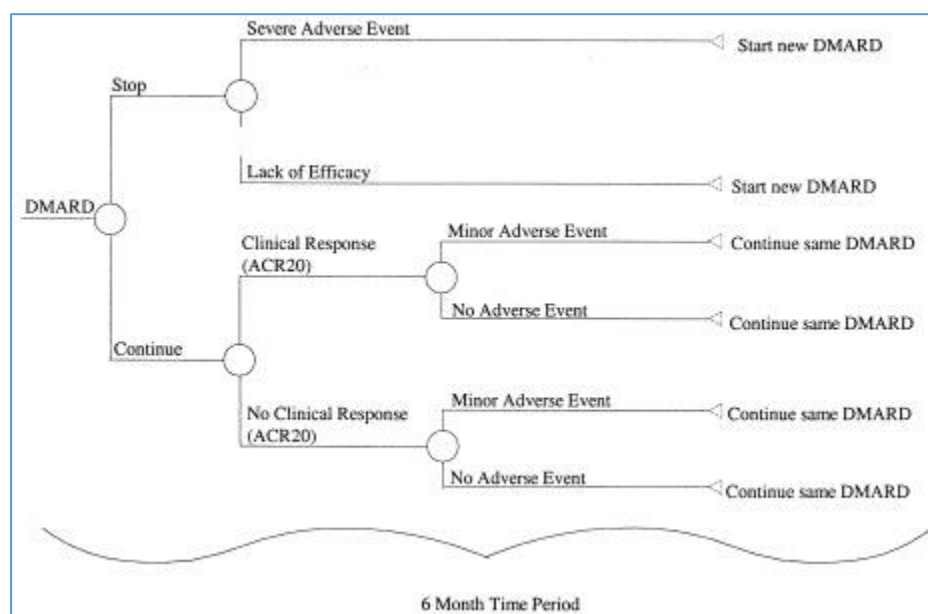 Severe Adverse Event
Start new DMARD
Stop
Lack of Efficacy
Start new DMARD
DMARD
Minor Adverse Event
Continue same DMARD
Clinical Response
(ACR20)
No Adverse Event
Continue same DMARD
Continue
Minor Adverse Event
Continue same DMARD
No Clinical Response
(ACR20)
No Adverse Event
Continue same DMARD
6 Month Time Period